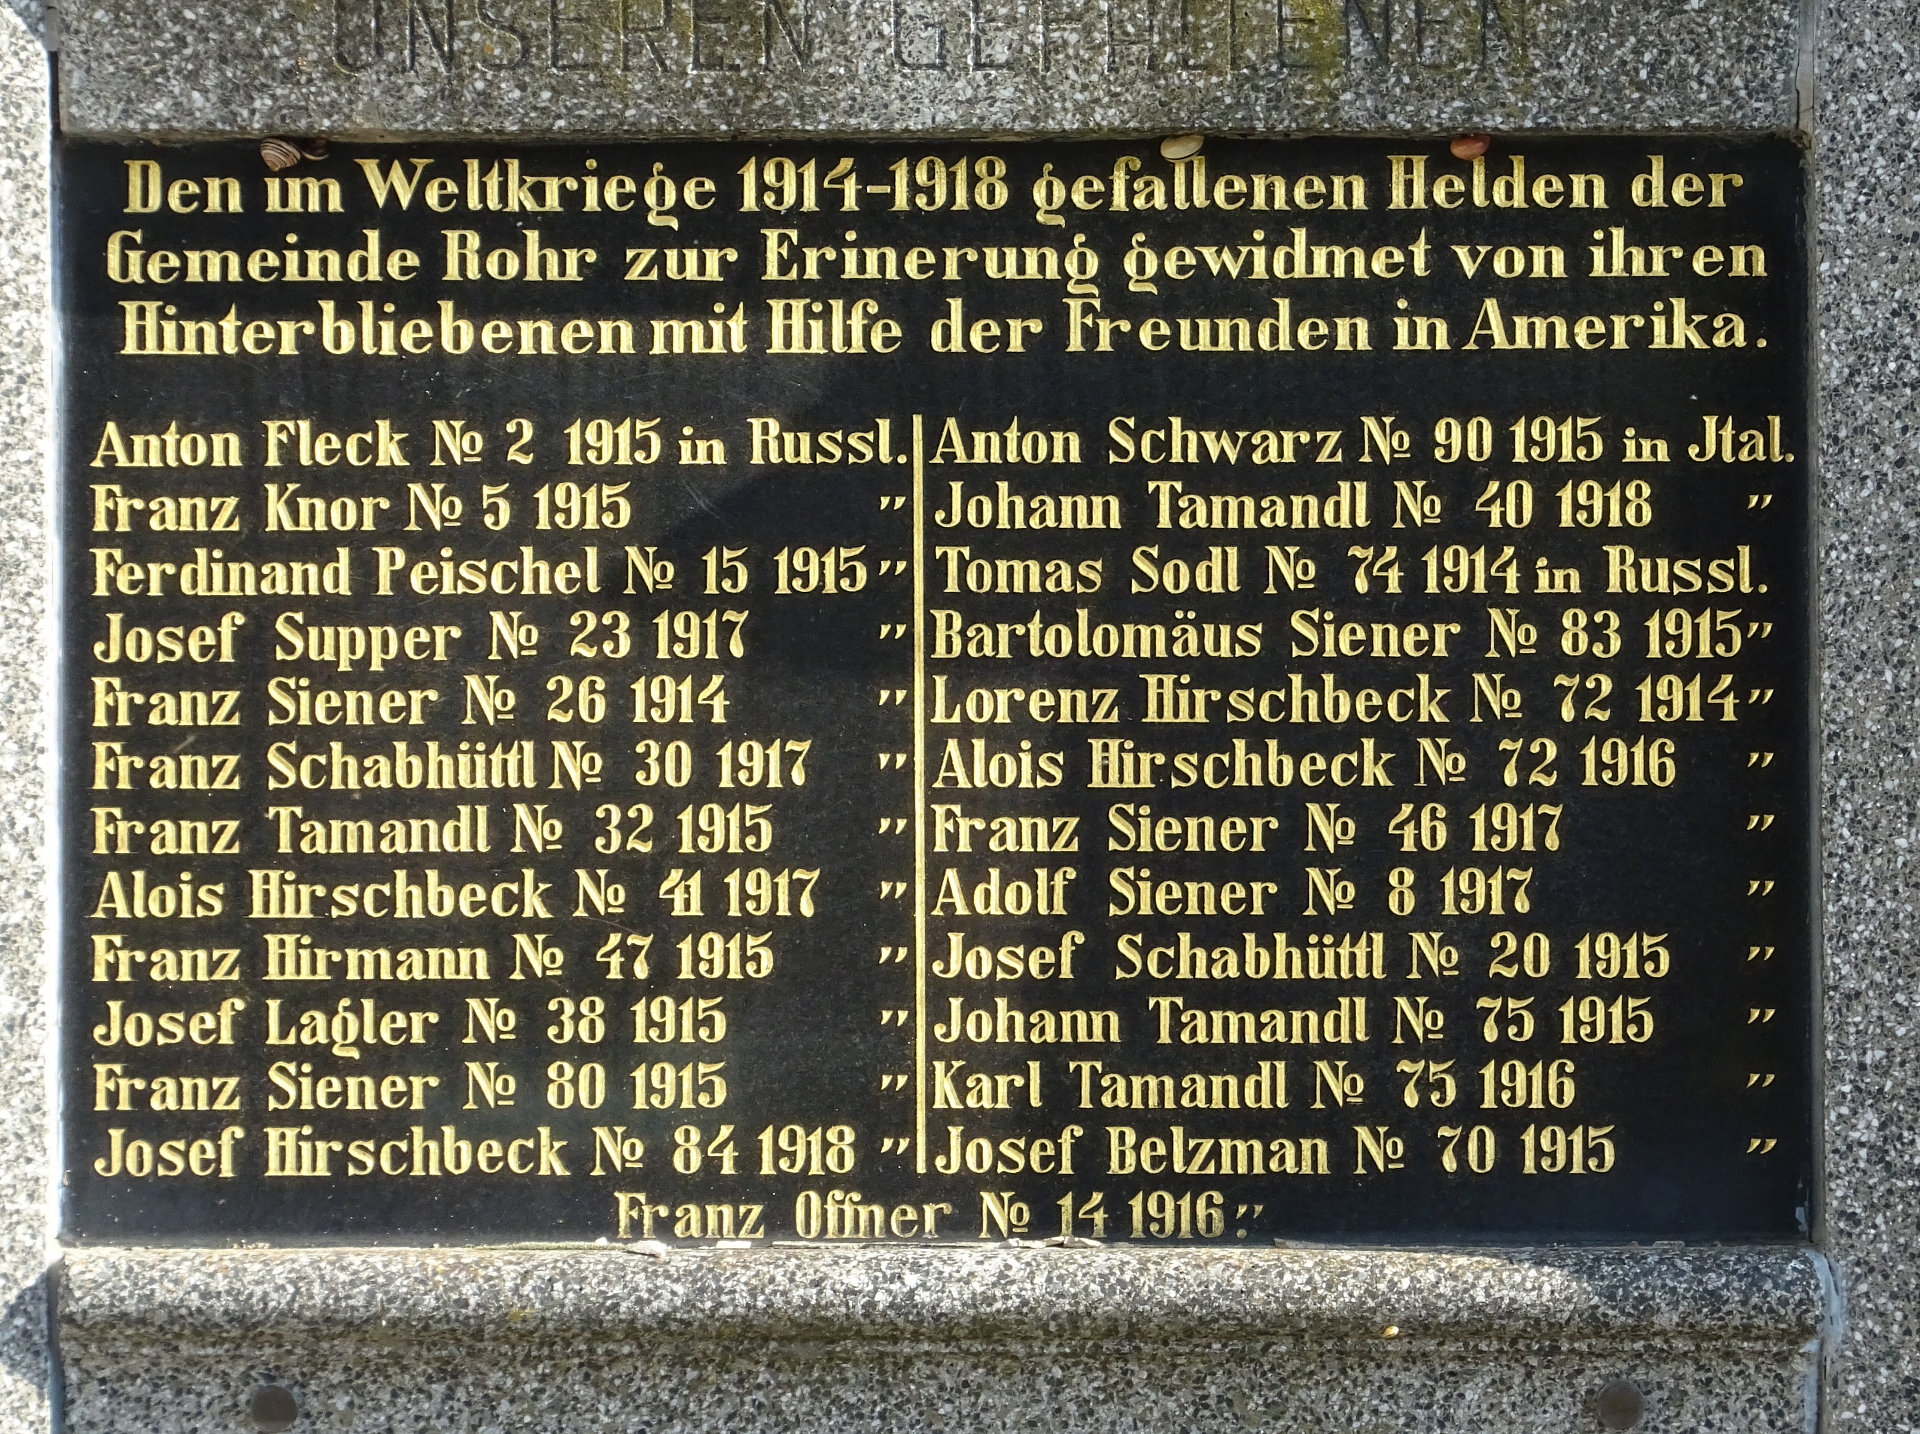 UNSEREN GEFALLENEN
Den im Weltkriege 1914-1918 gefallenen Helden der
Gemeinde Rohr zur Erinerung gewidmet von ihren
Hinterbliebenen mit Hilfe der Freunden in Amerika.
Anton Fleck № 2 1915 in Russl.
Franz Knor № 5 1915 "
Ferdinand Peischel № 15 1915 "
Josef Supper № 23 1917 "
Franz Siener № 26 1914 "
Franz Schabhüttl № 30 1917 "
Franz Tamandl № 32 1915 "
Alois Hirschbeck № 41 1917 "
Franz Hirmann № 47 1915 "
Josef Lagler № 38 1915 "
Franz Siener № 80 1915 "
Josef Hirschbeck № 84 1918 "
Anton Schwarz № 90 1915 in Jtal.
Johann Tamandl № 40 1918 "
Tomas Sodl № 74 1914 in Russl.
Bartolomäus Siener № 83 1915 "
Lorenz Hirschbeck № 72 1914 "
Alois Hirschbeck № 72 1916 "
Franz Siener № 46 1917 "
Adolf Siener № 8 1917 "
Josef Schabhüttl № 20 1915 "
Johann Tamandl № 75 1915 "
Karl Tamandl № 75 1916 "
Josef Belzman № 70 1915 "
Franz Offner № 14 1916 "